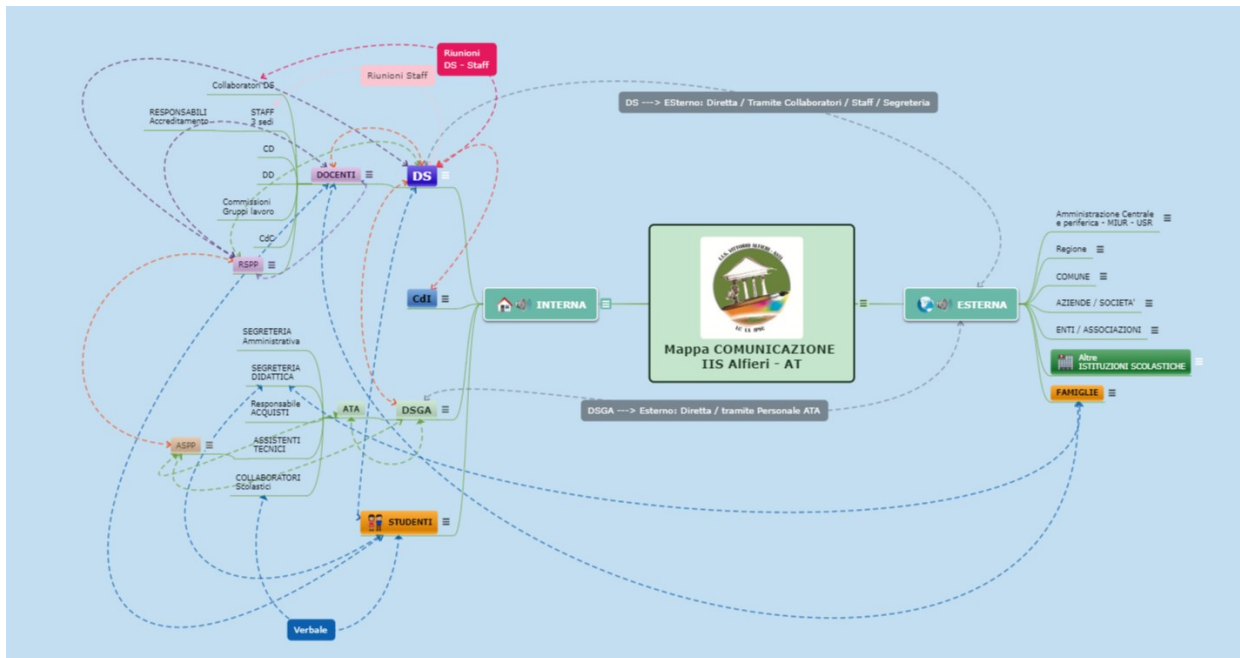 Riunioni
DS - Staff
Riunioni Staff
Collaboratori DS
RESPONSABILI
Accreditamento
STAFF
3 sedi
CD
DD
Commissioni
Gruppi lavoro
CdC
RSPP
DOCENTI
DS
CdI
INTERNA
SEGRETERIA
Amministrativa
SEGRETERIA
DIDATTICA
Responsabile
ACQUISTI
ASSISTENTI
TECNICI
COLLABORATORI
Scolastici
ASPP
ATA
DSGA
STUDENTI
Verbale
DS ---> ESterno: Diretta / Tramite Collaboratori / Staff / Segreteria
I.I.S. VITTORIO ALFIERI - ASTI
Mappa COMUNICAZIONE
IIS Alfieri - AT
DSGA ---> Esterno: Diretta / tramite Personale ATA
ESTERNA
Amministrazione Centrale
e periferica - MIUR - USR
Regione
COMUNE
AZIENDE / SOCIETA'
ENTI / ASSOCIAZIONI
Altre
ISTITUZIONI SCOLASTICHE
FAMIGLIE